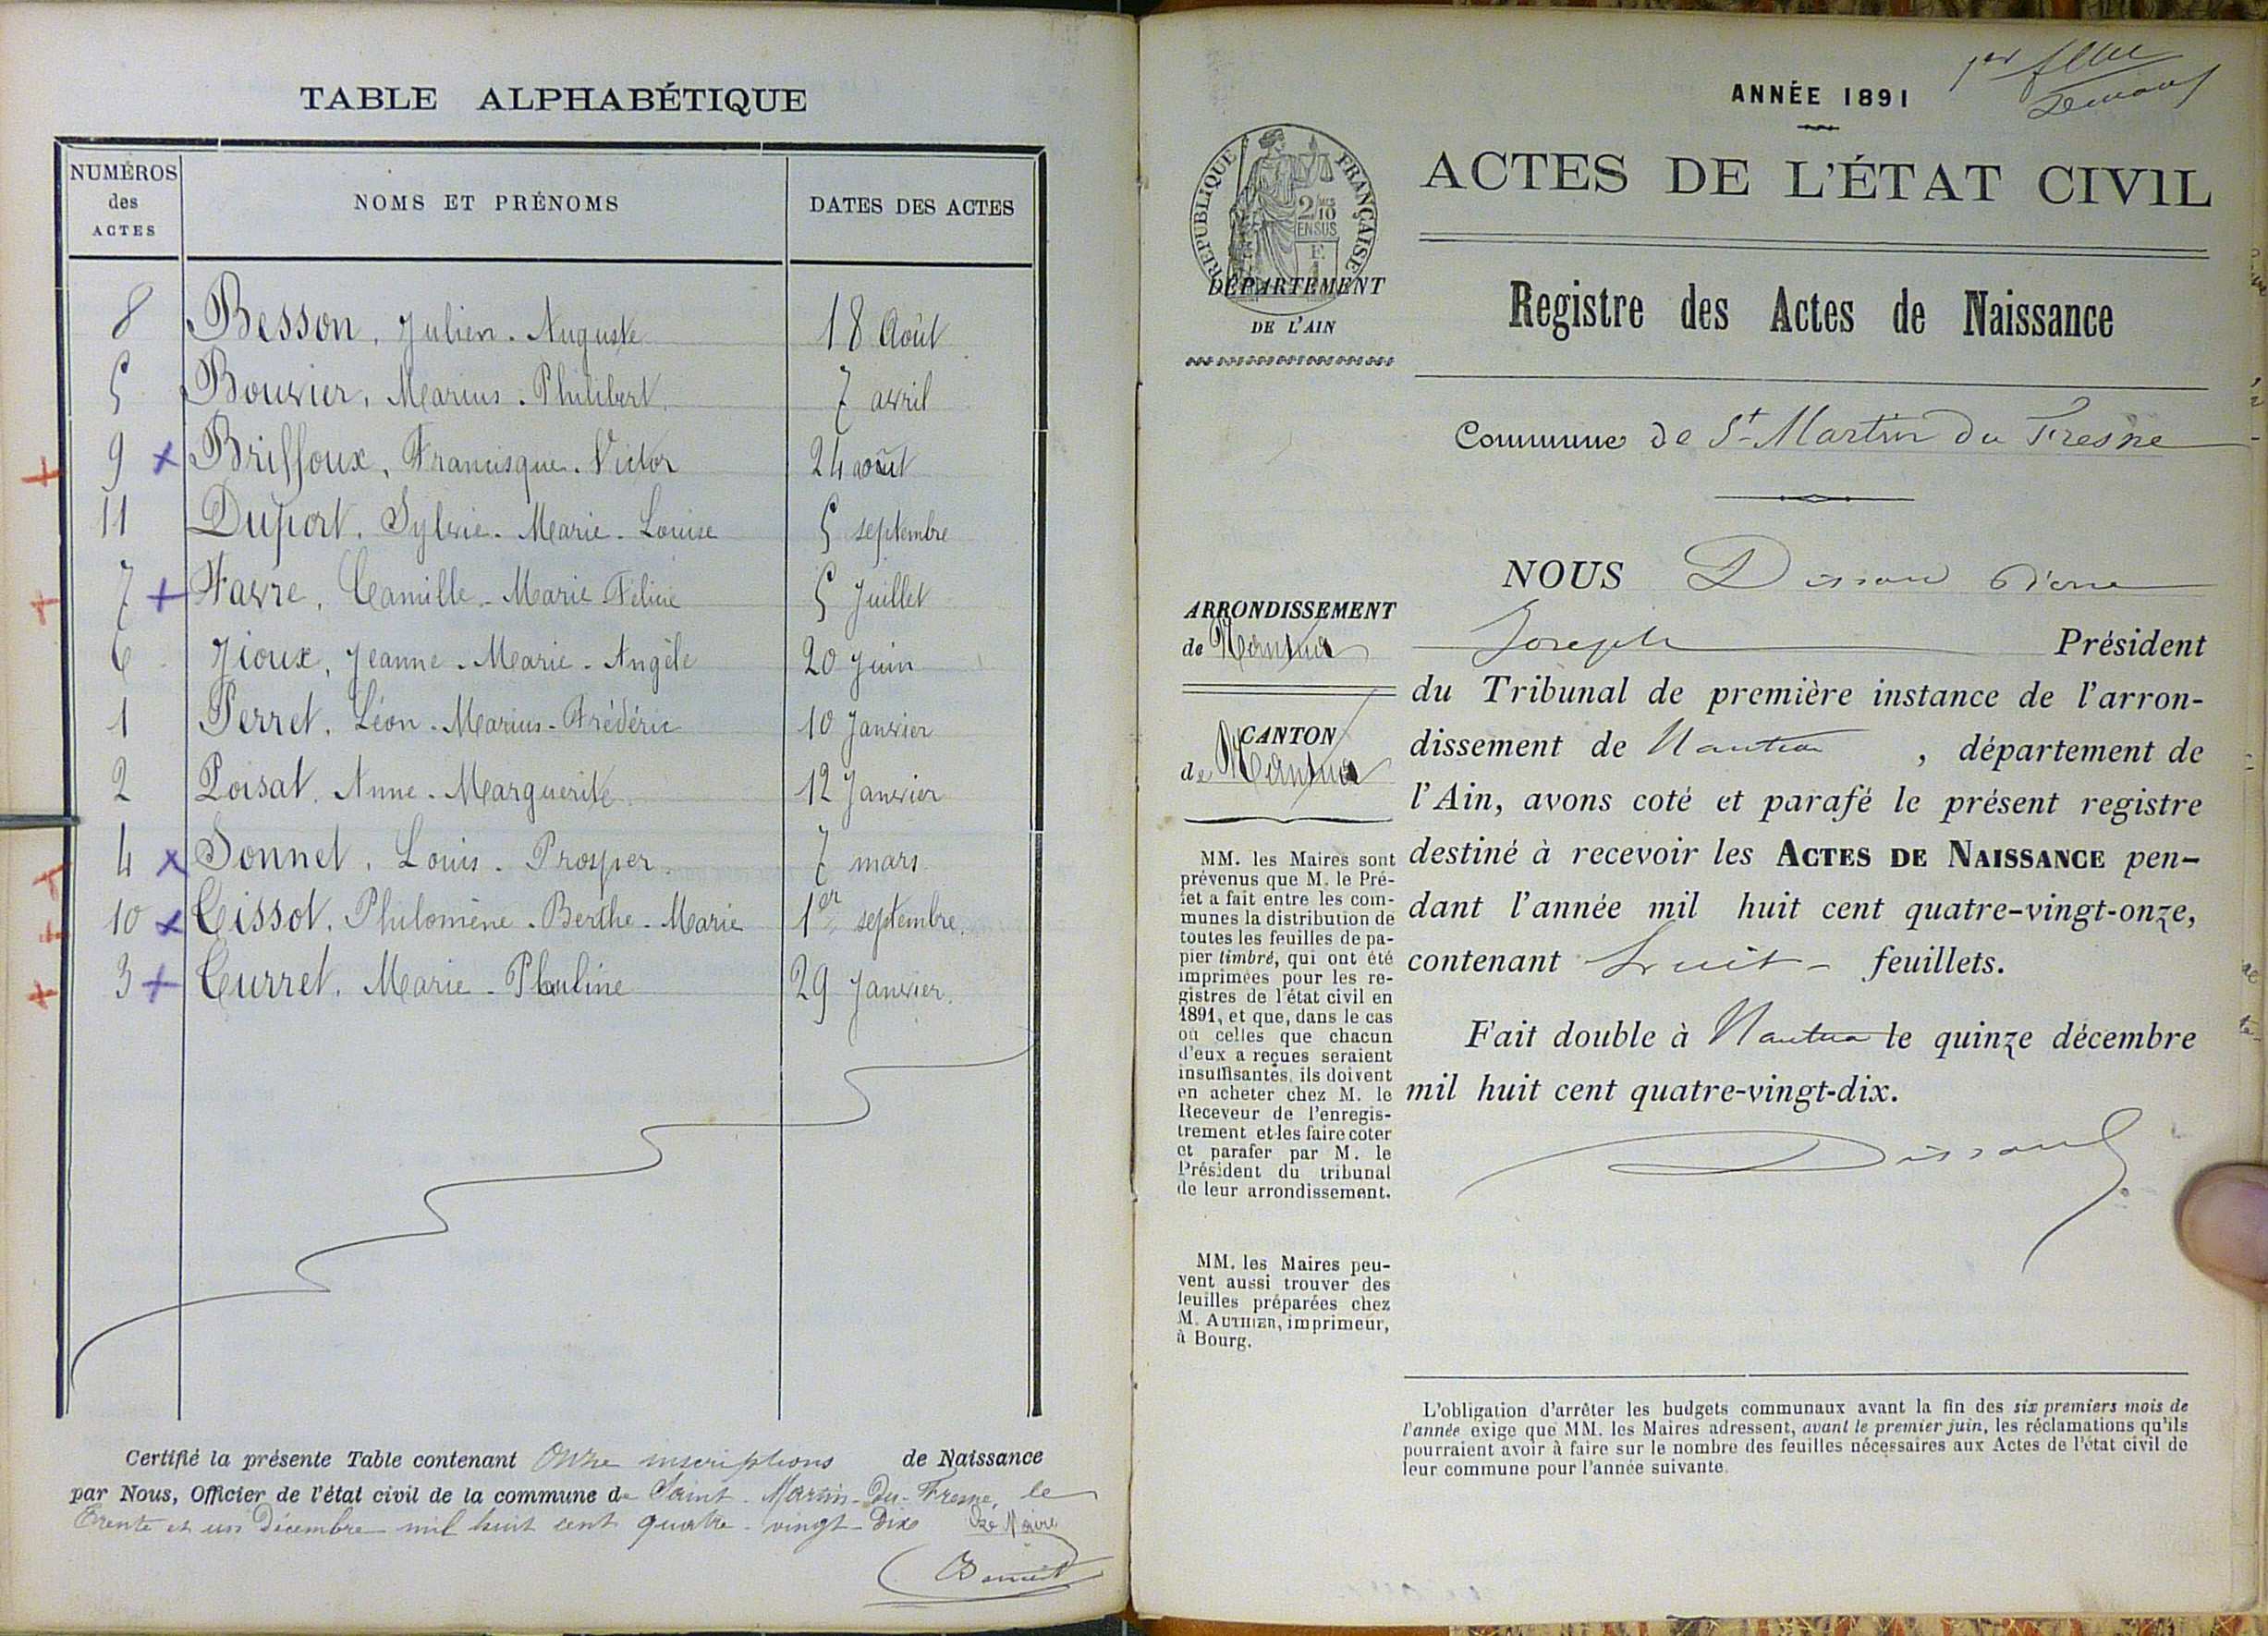 TABLE ALPHABÉTIQUE
NUMÉROS des ACTES NOMS ET PRÉNOMS DATES DES ACTES
8 Besson, Julien - Auguste 18 Août
5 Bouvier, Marius - Philibert 7 avril
9 Briffoux, Francisque - Victor 24 août
11 Duport, Sylvie - Marie - Louise 5 septembre
7 Favre, Camille - Marie Félicie 5 Juillet
6 Jioux, Jeanne - Marie - Angèle 20 Juin
1 Perret, Léon - Marius - Frédéric 10 Janvier
2 Poisat, Anne - Marguerite 12 Janvier
4 Sonnet, Louis - Prosper 7 mars
10 Tissot, Philomène - Berthe - Marie 1er septembre
3 Turret, Marie - Pauline 29 Janvier
Certifié la présente Table contenant Onze inscriptions de Naissance
par Nous, Officier de l'état civil de la commune de Saint-Martin-du-Fresne, le
Trente et un Décembre mil huit cent quatre-vingt-dix
ANNÉE 1891
1er
RÉPUBLIQUE FRANÇAISE
2/10
EN SUS
ACTES DE L'ÉTAT CIVIL
DÉPARTEMENT
DE L'AIN
Registre des Actes de Naissance
Commune de St Martin du Fresne
ARRONDISSEMENT
de Nantua
CANTON
de Nantua
NOUS
Joseph Président
du Tribunal de première instance de l'arron-
dissement de Nantua, département de
l'Ain, avons coté et parafé le présent registre
destiné à recevoir les ACTES DE NAISSANCE pen-
dant l'année mil huit cent quatre-vingt-onze,
contenant huit feuillets.
Fait double à Nantua le quinze décembre
mil huit cent quatre-vingt-dix.
MM. les Maires sont
prévenus que M. le Pré-
fet a fait entre les com-
munes la distribution de
toutes les feuilles de pa-
pier timbré, qui ont été
imprimées pour les re-
gistres de l'état civil en
1891, et que, dans le cas
où celles que chacun
d'eux a reçues seraient
insuffisantes, ils doivent
en acheter chez M. le
Receveur de l'enregis-
trement et les faire coter
et parafer par M. le
Président du tribunal
de leur arrondissement.
MM. les Maires peu-
vent aussi trouver des
feuilles préparées chez
M. AUTHIER, imprimeur,
à Bourg.
L'obligation d'arrêter les budgets communaux avant la fin des six premiers mois de
l'année exige que MM. les Maires adressent, avant le premier juin, les réclamations qu'ils
pourraient avoir à faire sur le nombre des feuilles nécessaires aux Actes de l'état civil de
leur commune pour l'année suivante.